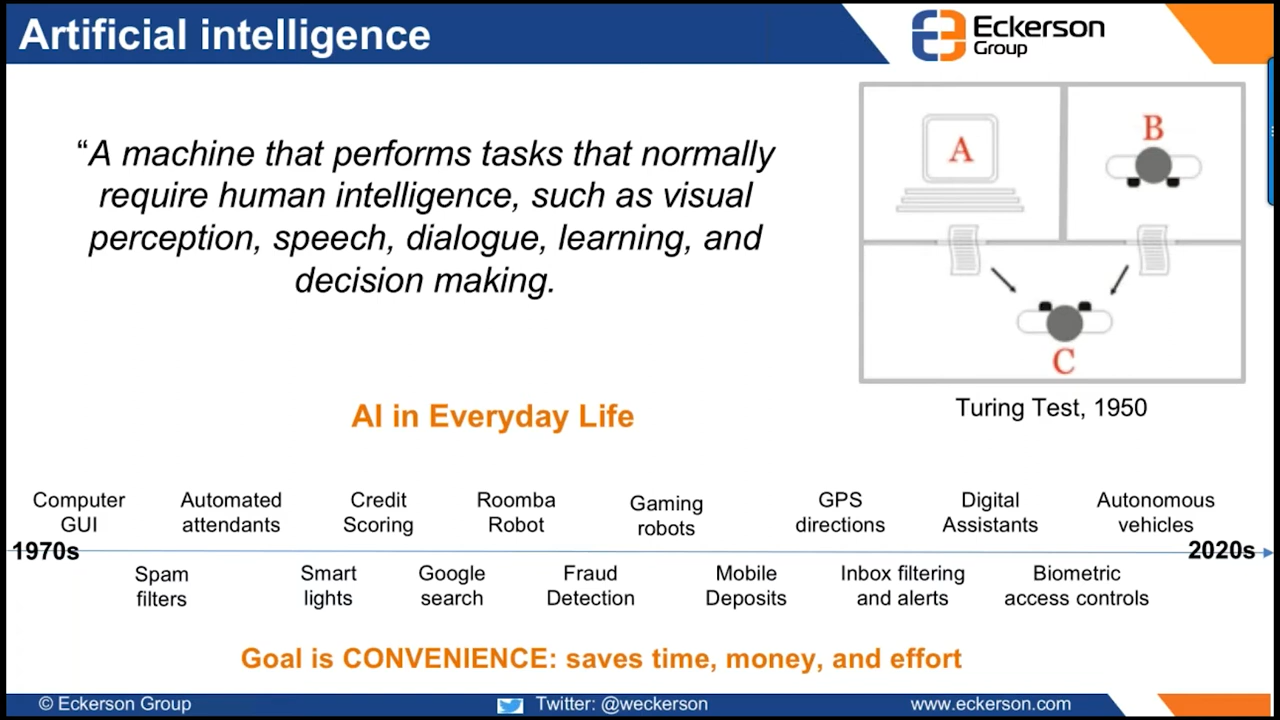 Artificial intelligence
Eckerson
Group
“A machine that performs tasks that normally
require human intelligence, such as visual
perception, speech, dialogue, learning, and
decision making.
A
B
C
Turing Test, 1950
AI in Everyday Life
Computer
GUI
Automated
attendants
Credit
Scoring
Roomba
Robot
Gaming
robots
GPS
directions
Digital
Assistants
Autonomous
vehicles
1970s
2020s
Spam
filters
Smart
lights
Google
search
Fraud
Detection
Mobile
Deposits
Inbox filtering
and alerts
Biometric
access controls
Goal is CONVENIENCE: saves time, money, and effort
© Eckerson Group
Twitter: @weckerson
www.eckerson.com